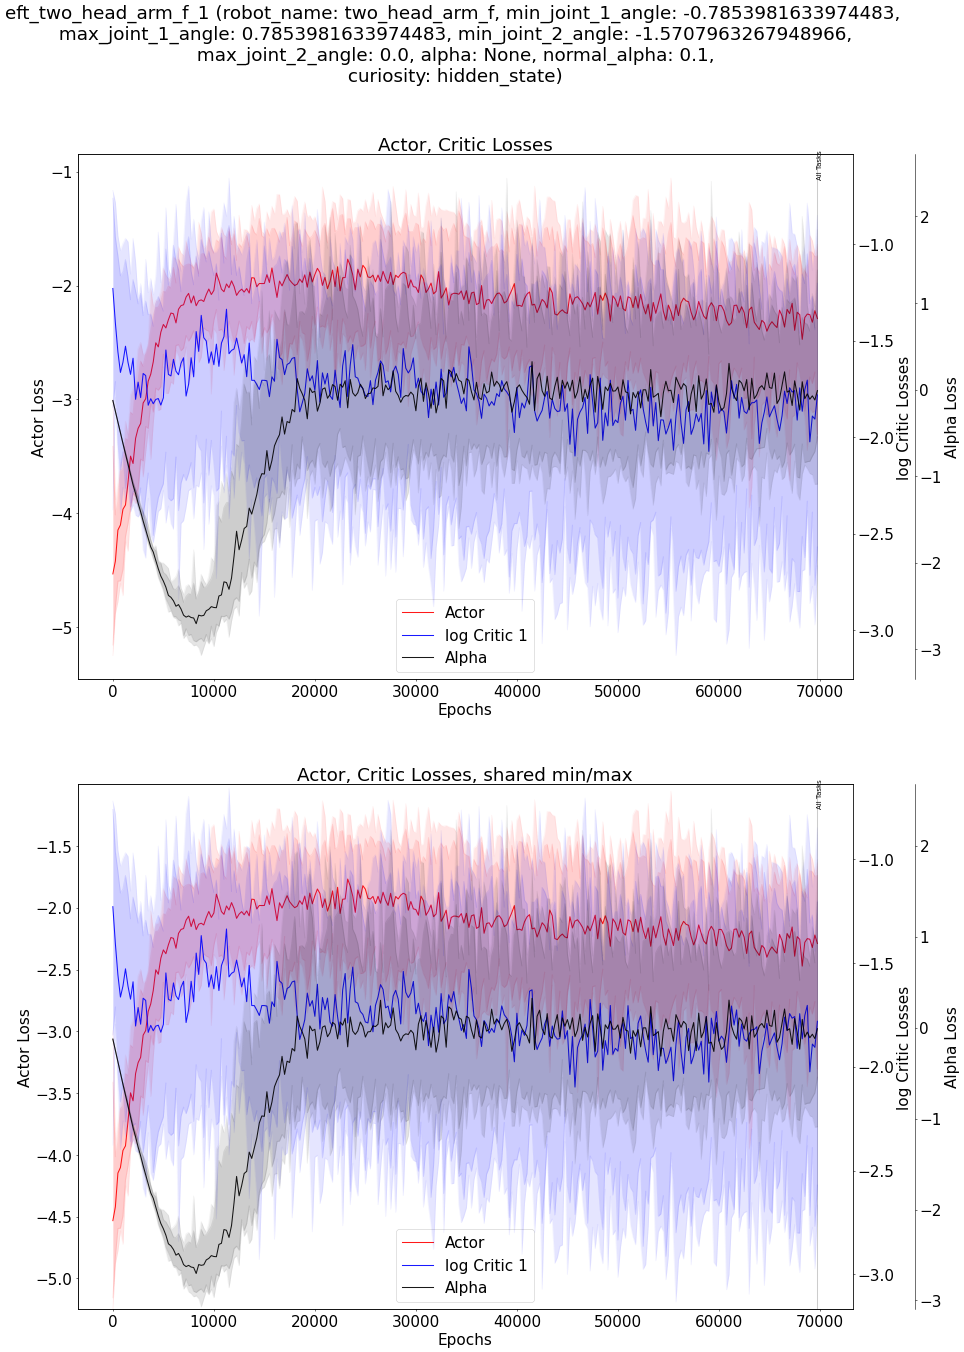 eft_two_head_arm_f_1 (robot_name: two_head_arm_f, min_joint_1_angle: -0.7853981633974483,
max_joint_1_angle: 0.7853981633974483, min_joint_2_angle: -1.5707963267948966,
max_joint_2_angle: 0.0, alpha: None, normal_alpha: 0.1,
curiosity: hidden_state)
Actor, Critic Losses
All Tasks
−1
−2
−3
−4
−5
Actor Loss
−1.0
−1.5
−2.0
−2.5
−3.0
log Critic Losses
2
1
0
−1
−2
−3
Alpha Loss
Actor
log Critic 1
Alpha
0 10000 20000 30000 40000 50000 60000 70000
Epochs
Actor, Critic Losses, shared min/max
All Tasks
−1.5
−2.0
−2.5
−3.0
−3.5
−4.0
−4.5
−5.0
Actor Loss
−1.0
−1.5
−2.0
−2.5
−3.0
log Critic Losses
2
1
0
−1
−2
−3
Alpha Loss
Actor
log Critic 1
Alpha
0 10000 20000 30000 40000 50000 60000 70000
Epochs